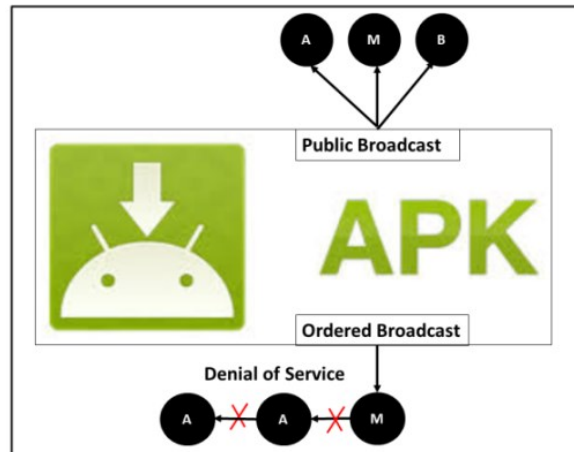 A M B
Public Broadcast
APK
Ordered Broadcast
Denial of Service
A A M